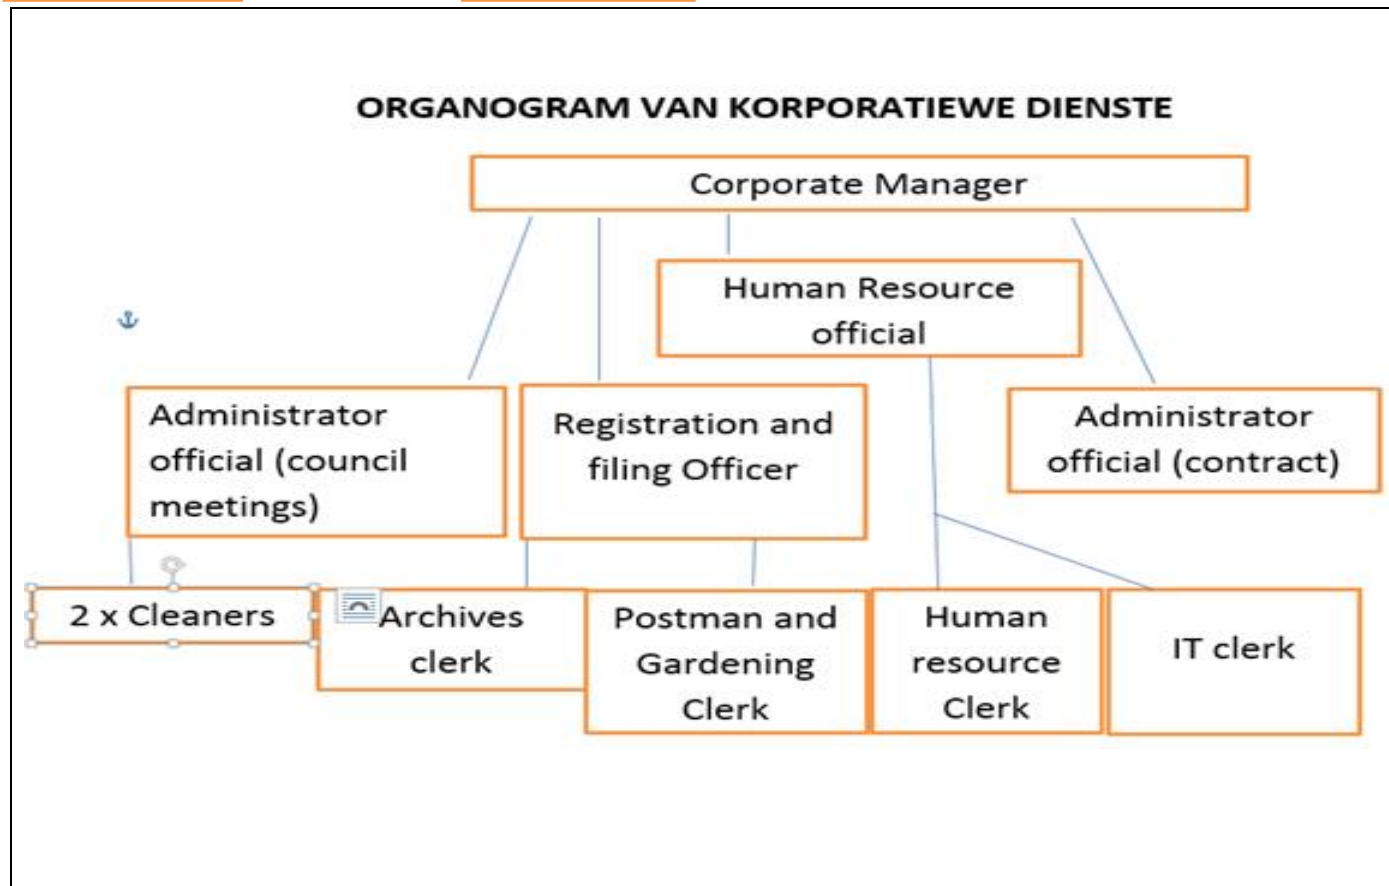 ORGANOGRAM VAN KORPORATIEWE DIENSTE
Corporate Manager
Human Resource
official
Administrator
official (council
meetings)
Registration and
filing Officer
Administrator
official (contract)
2 x Cleaners
Archives
clerk
Postman and
Gardening
Clerk
Human
resource
Clerk
IT clerk